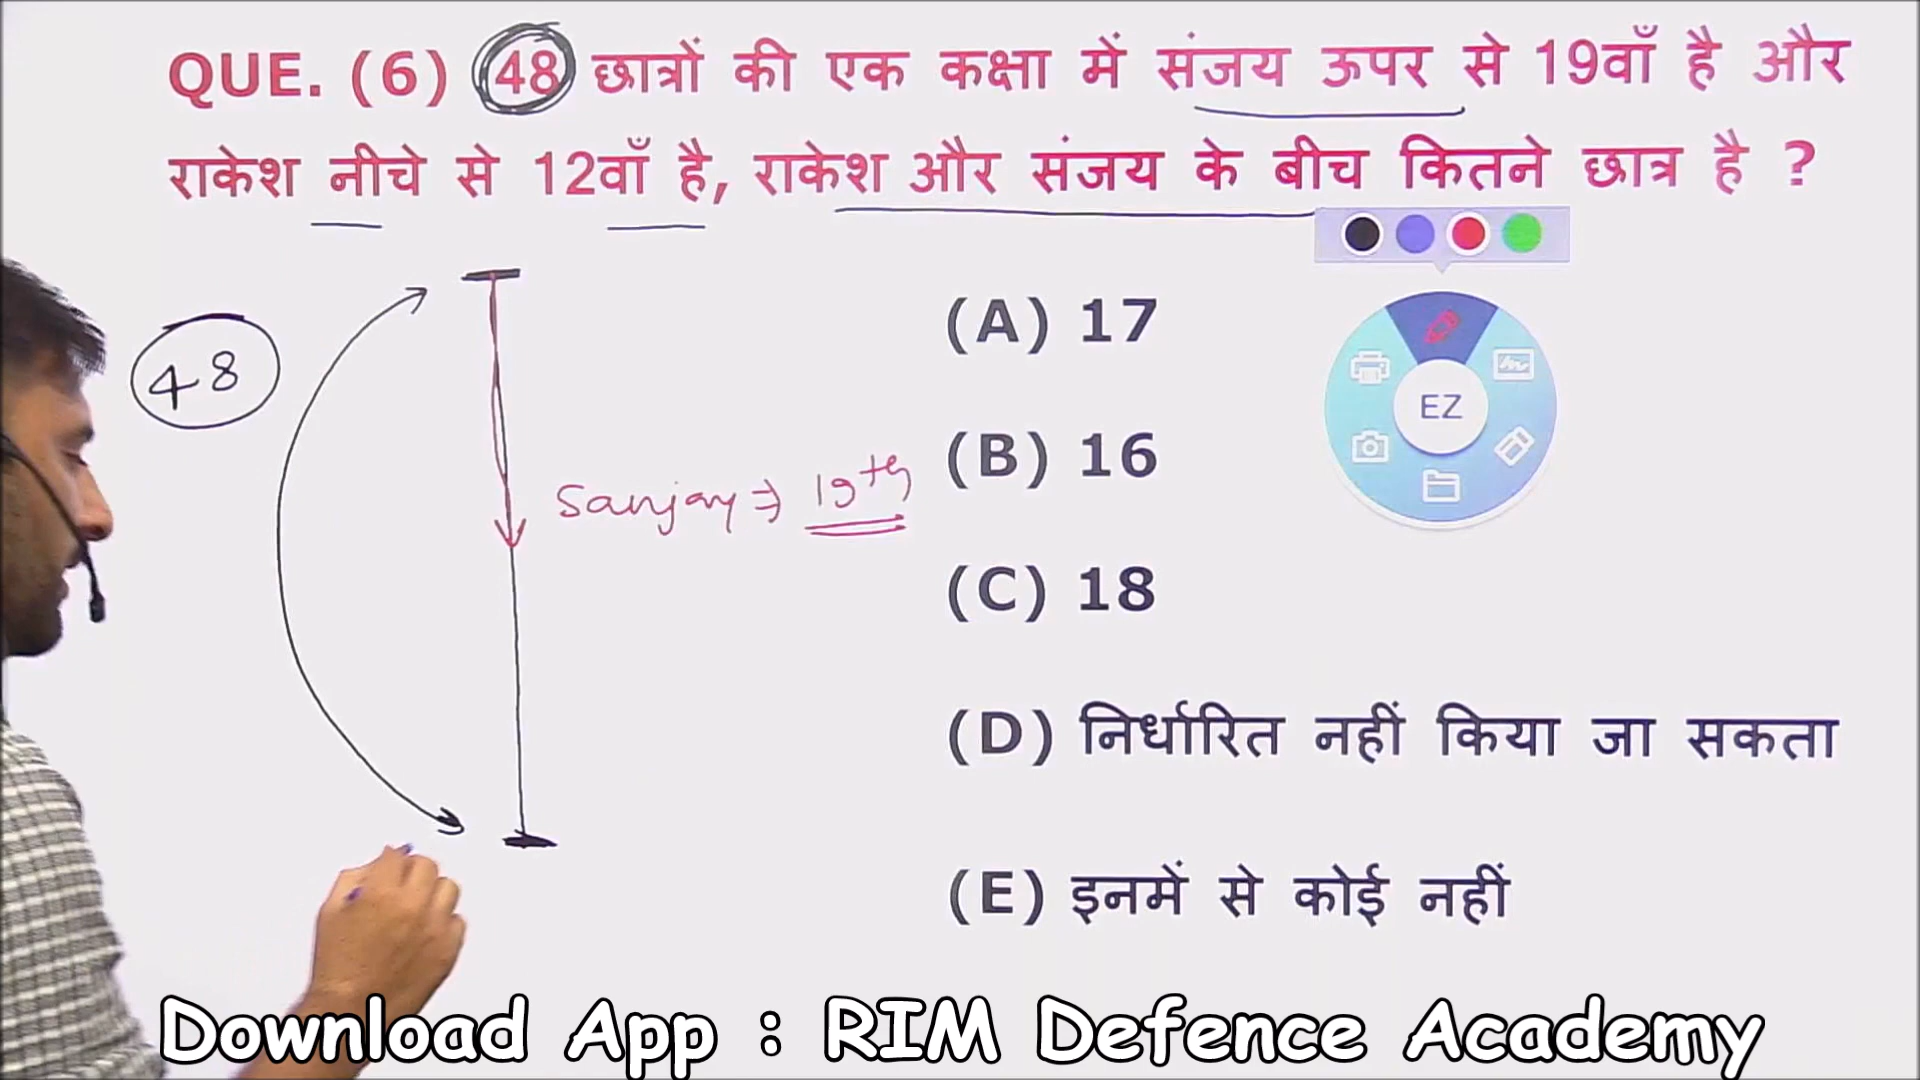 QUE. (6) 48 छात्रों की एक कक्षा में संजय ऊपर से 19वाँ है और
राकेश नीचे से 12वाँ है, राकेश और संजय के बीच कितने छात्र है ?
48
Sanjay ⇒ 19th
(A) 17
(B) 16
(C) 18
(D) निर्धारित नहीं किया जा सकता
(E) इनमें से कोई नहीं
EZ
Download App : RIM Defence Academy